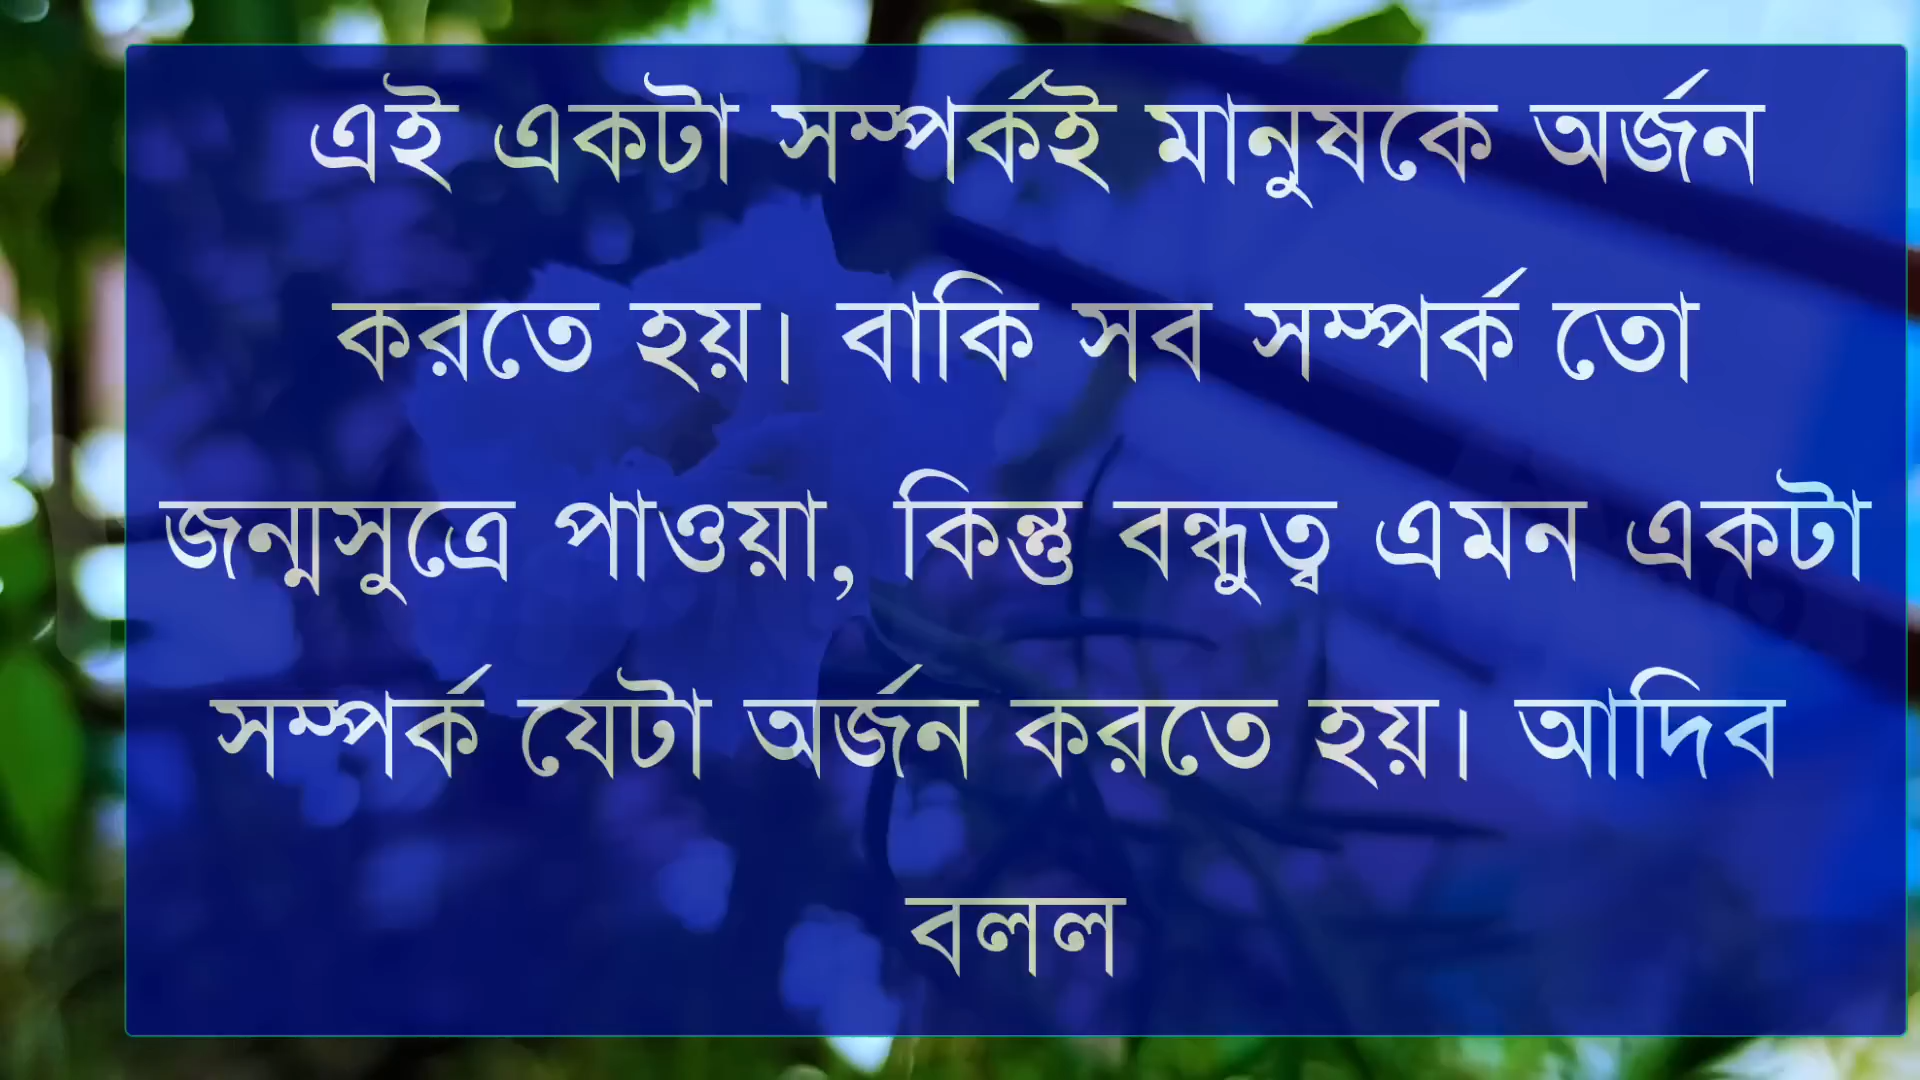 এই একটা সম্পর্কই মানুষকে অর্জন
করতে হয়। বাকি সব সম্পর্ক তো
জন্মসুত্রে পাওয়া, কিন্তু বন্ধুত্ব এমন একটা
সম্পর্ক যেটা অর্জন করতে হয়। আদিব
বলল